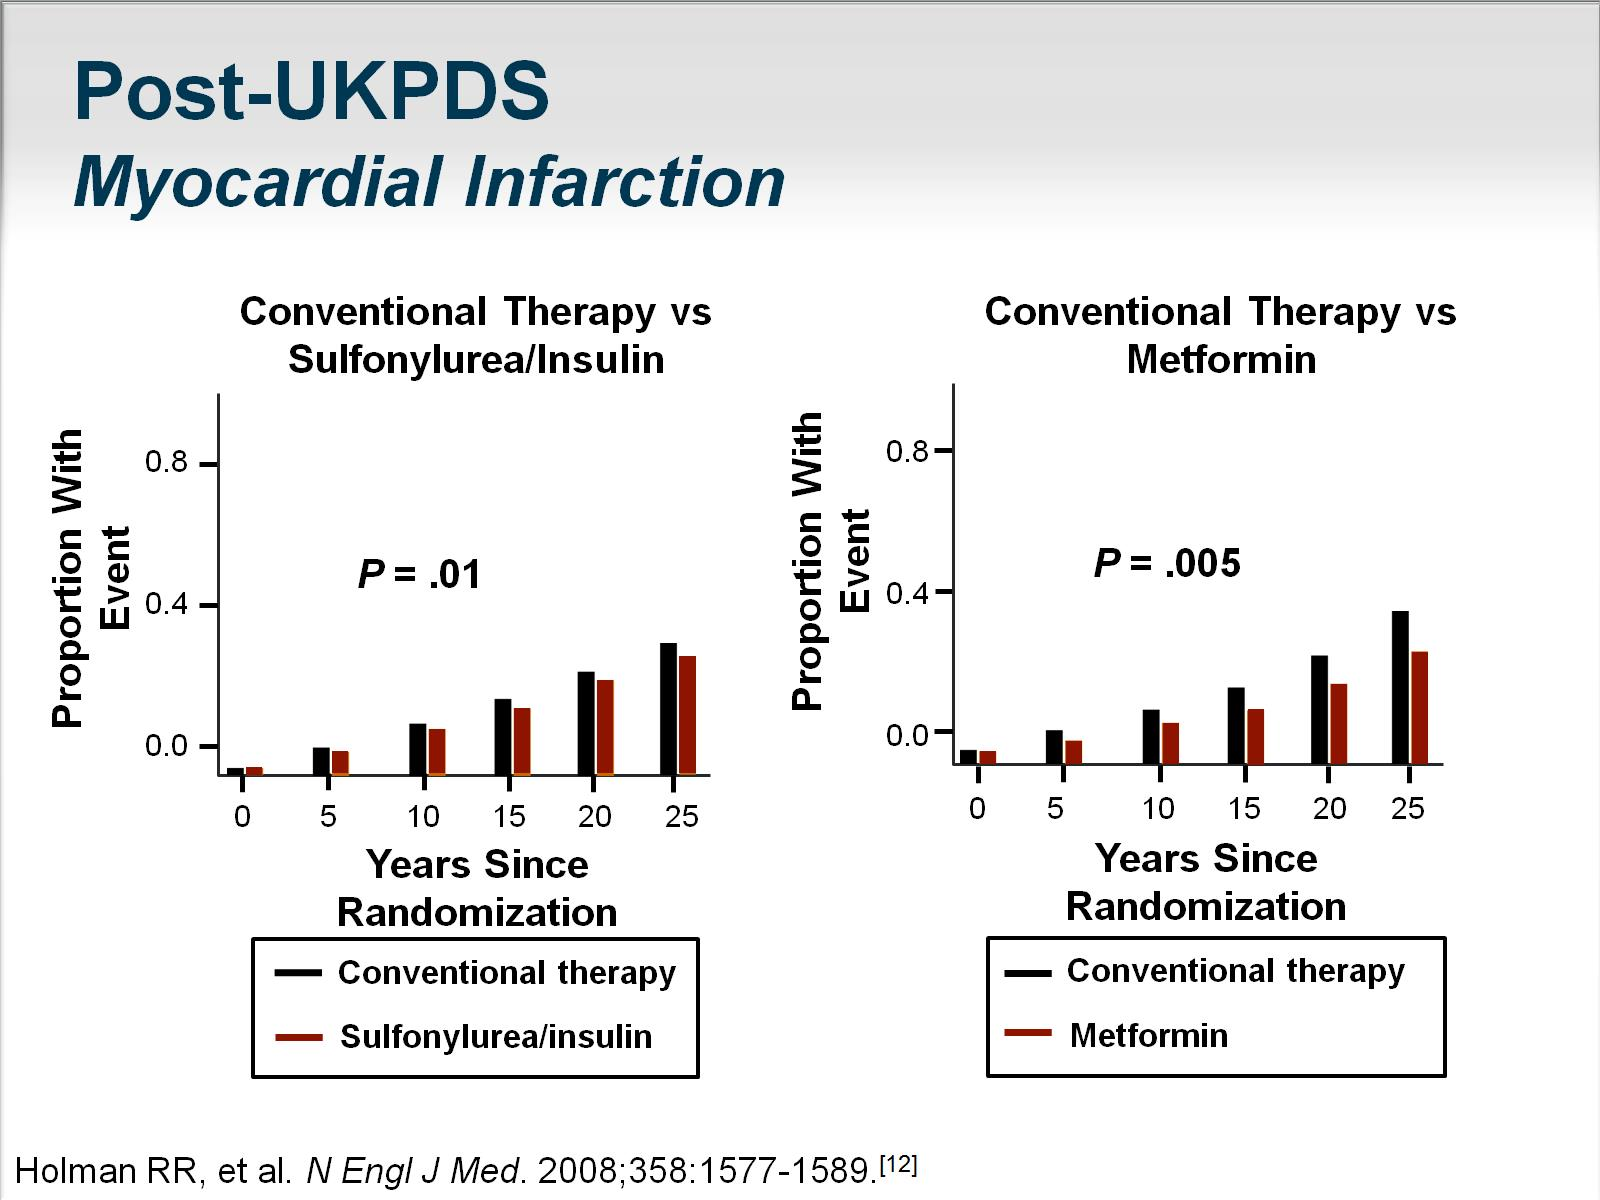 Post-UKPDS
Myocardial Infarction
Conventional Therapy vs
Sulfonylurea/Insulin
Proportion With
Event
0.8
0.4
0.0
P = .01
0 5 10 15 20 25
Years Since
Randomization
Conventional therapy
Sulfonylurea/insulin
Conventional Therapy vs
Metformin
Proportion With
Event
0.8
0.4
0.0
P = .005
0 5 10 15 20 25
Years Since
Randomization
Conventional therapy
Metformin
Holman RR, et al. N Engl J Med. 2008;358:1577-1589.[12]